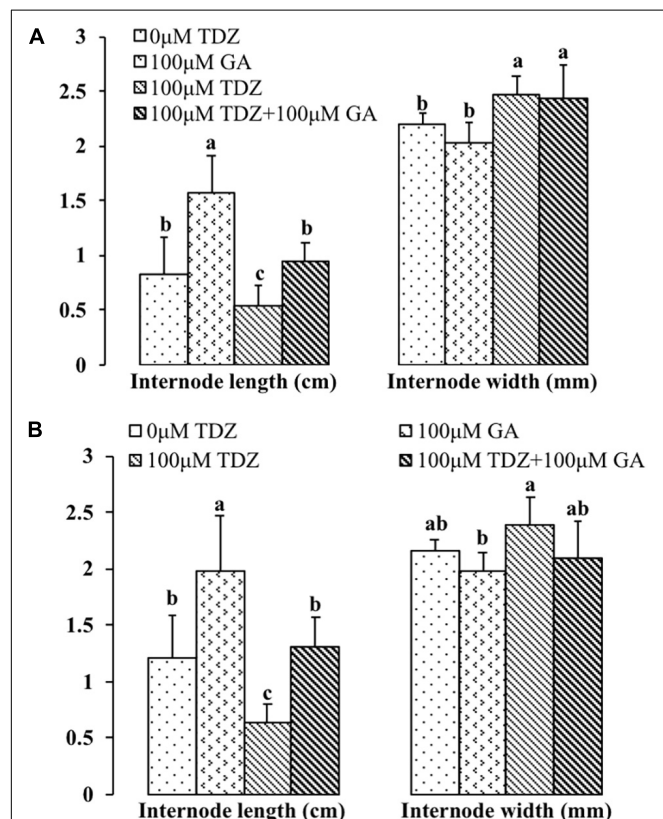 A
3
0μM TDZ
100μM GA
100μM TDZ
100μM TDZ+100μM GA
2.5
2
1.5
1
0.5
0
b
a
c
b
b
b
a
a
Internode length (cm)
Internode width (mm)
B
0μM TDZ
100μM GA
100μM TDZ
100μM TDZ+100μM GA
3
2.5
2
1.5
1
0.5
0
b
a
c
b
ab
b
a
ab
Internode length (cm)
Internode width (mm)